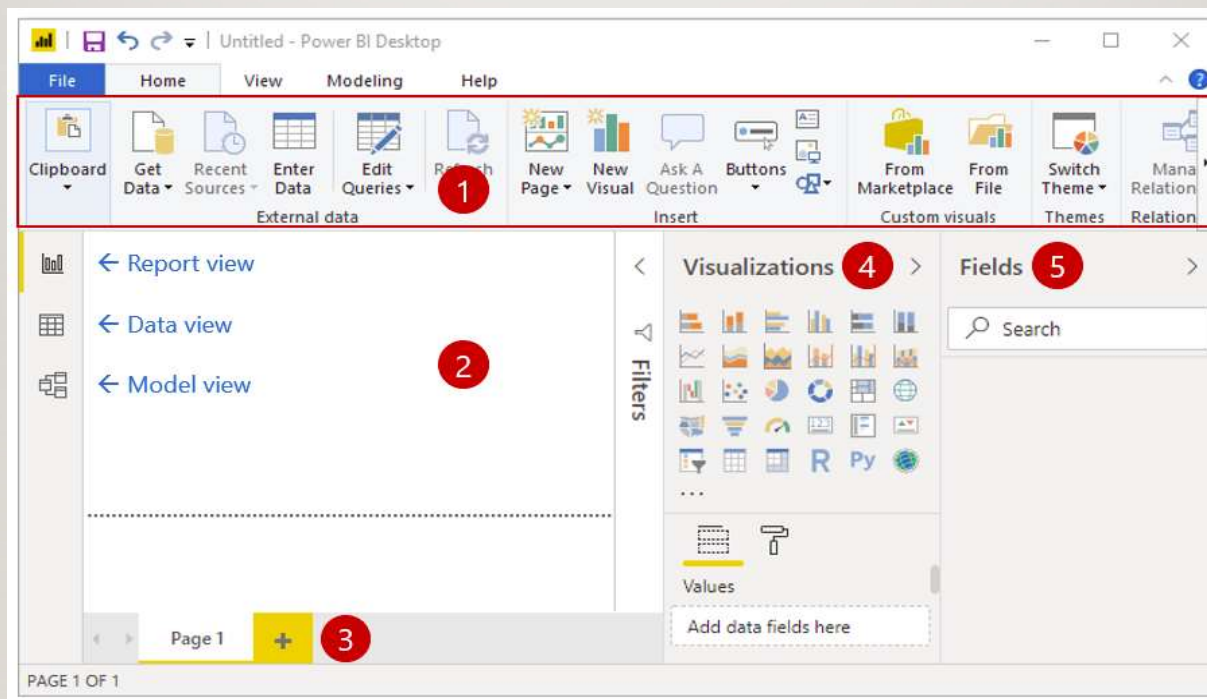 Untitled - Power BI Desktop
File Home View Modeling Help
Clipboard
Get Data
Recent Sources
Enter Data
Edit Queries
1
External data
New Page
New Visual
Ask A Question
Buttons
Insert
From Marketplace
From File
Custom visuals
Switch Theme
Themes
Mana
Relation
Relation
← Report view
← Data view
← Model view
2
Filters
Visualizations 4
Fields 5
Search
123
R Py
...
Values
Add data fields here
Page 1 + 3
PAGE 1 OF 1